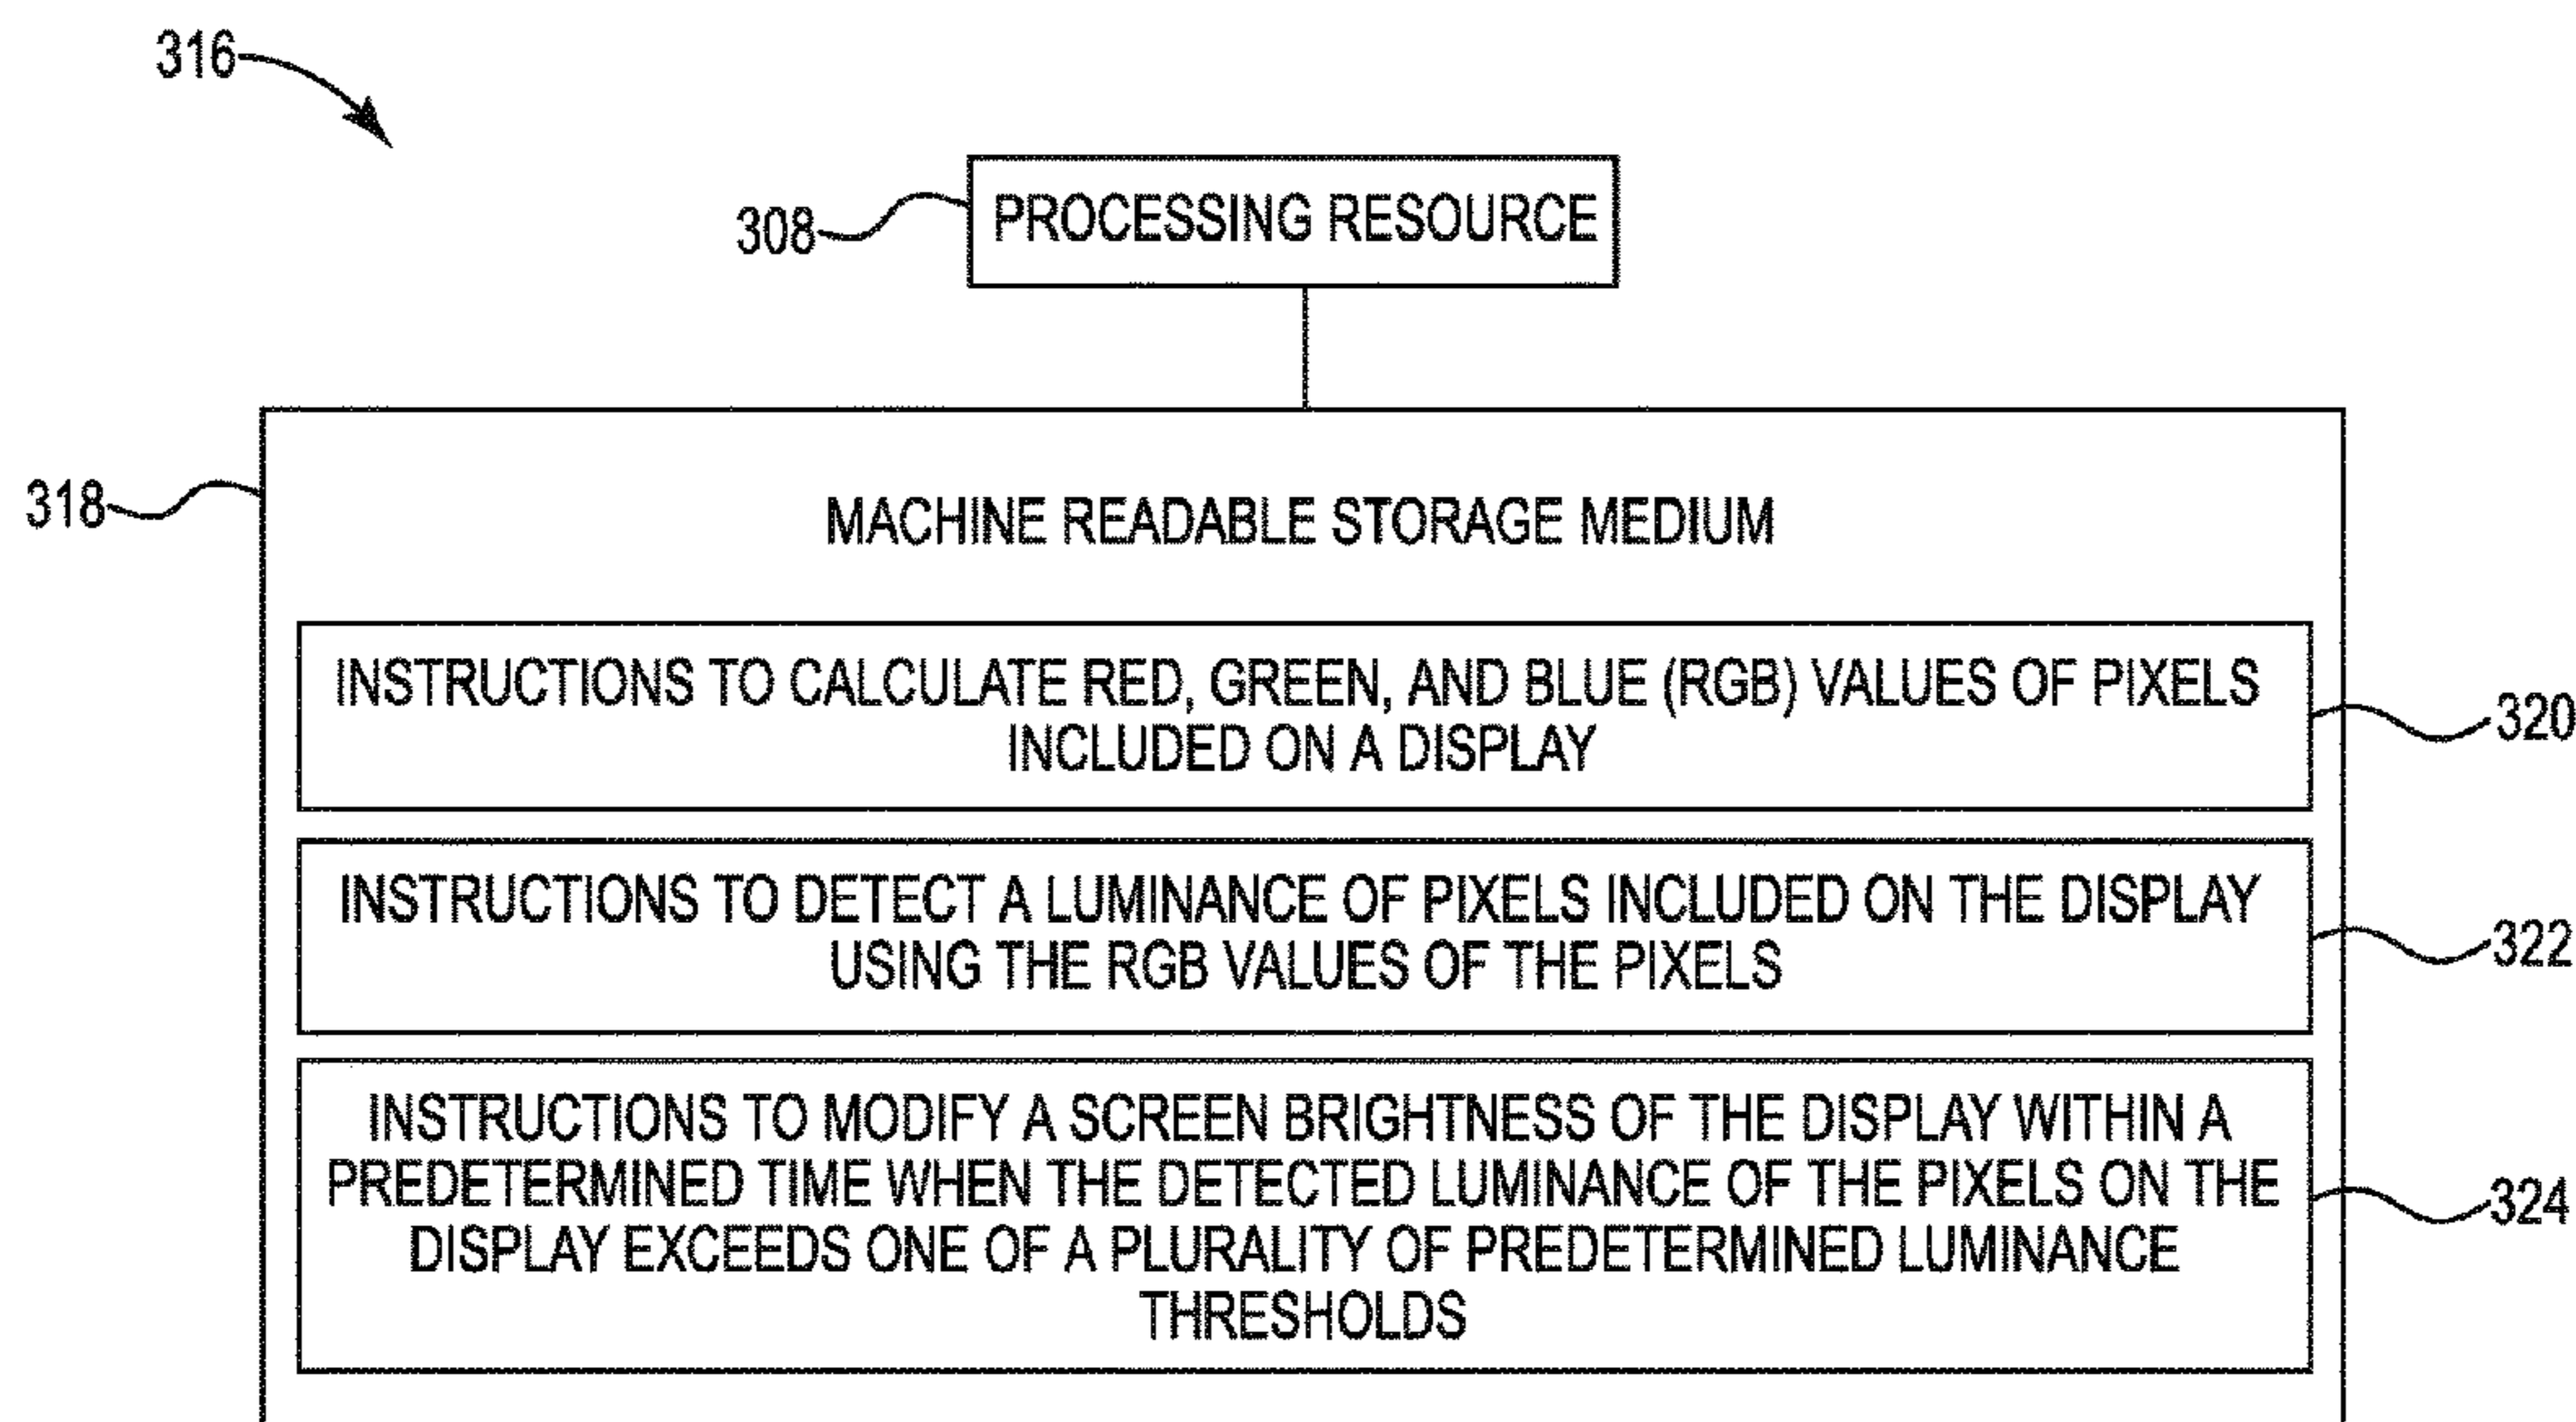 316
308
PROCESSING RESOURCE
318
MACHINE READABLE STORAGE MEDIUM
INSTRUCTIONS TO CALCULATE RED, GREEN, AND BLUE (RGB) VALUES OF PIXELS
INCLUDED ON A DISPLAY
320
INSTRUCTIONS TO DETECT A LUMINANCE OF PIXELS INCLUDED ON THE DISPLAY
USING THE RGB VALUES OF THE PIXELS
322
INSTRUCTIONS TO MODIFY A SCREEN BRIGHTNESS OF THE DISPLAY WITHIN A
PREDETERMINED TIME WHEN THE DETECTED LUMINANCE OF THE PIXELS ON THE
DISPLAY EXCEEDS ONE OF A PLURALITY OF PREDETERMINED LUMINANCE
THRESHOLDS
324